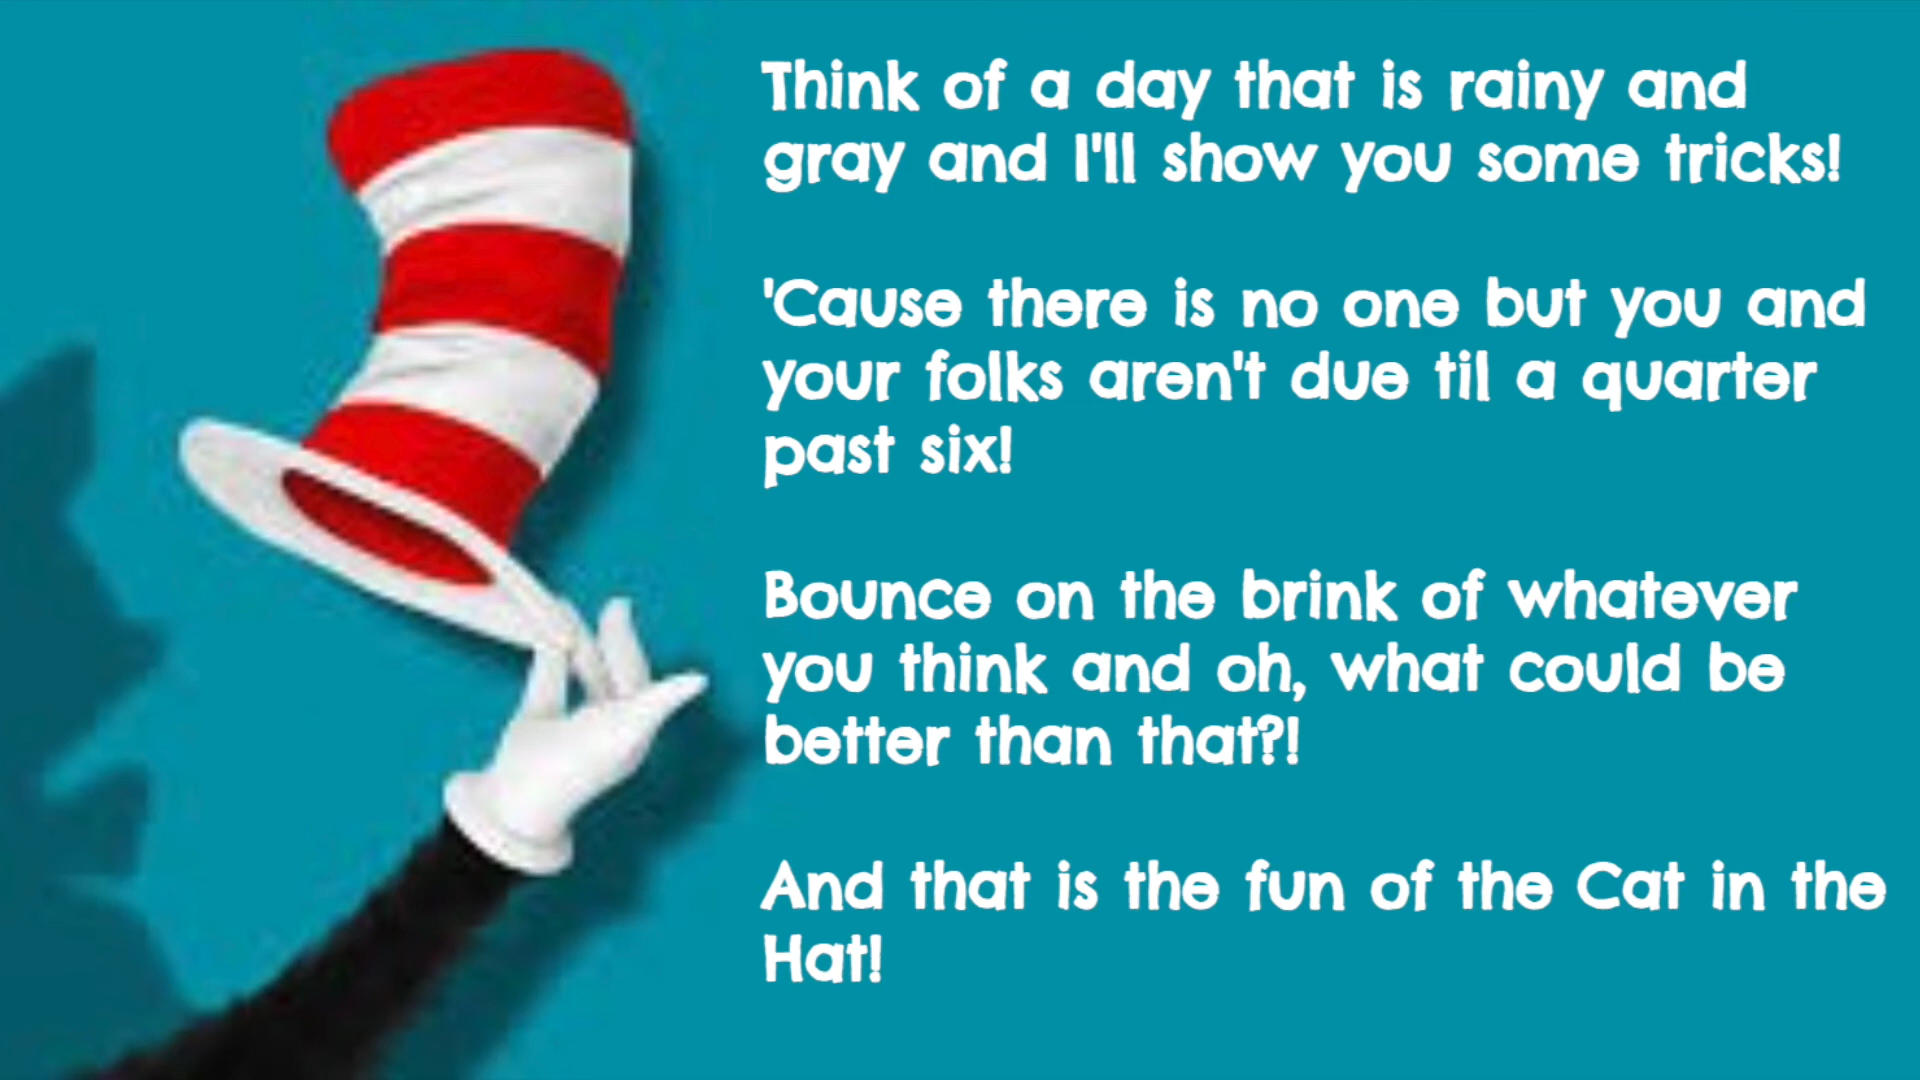 Think of a day that is rainy and
gray and I'll show you some tricks!
'Cause there is no one but you and
your folks aren't due til a quarter
past six!
Bounce on the brink of whatever
you think and oh, what could be
better than that?!
And that is the fun of the Cat in the
Hat!